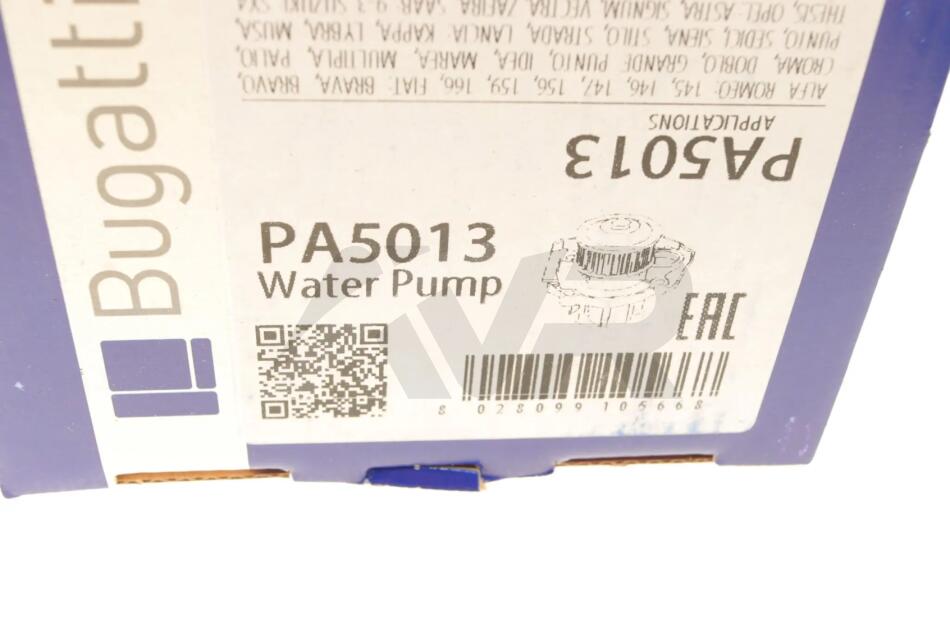 Bugatti
PA5013
Water Pump
EAC
8 028099 105668
PA5013
APPLICATIONS
ALFA ROMEO: 145, 146, 147, 156, 159, 166, FIAT: BRAVA, BRAVO,
CROMA, DOBLO, GRANDE PUNTO, IDEA, MAREA, MULTIPLA, PALIO,
PUNTO, SEDICI, SIENA, STILO, STRADA, LANCIA: KAPPA, LYBRA, MUSA,
THESIS, OPEL: ASTRA, SIGNUM, VECTRA, ZAFIRA, SAAB: 9-3 SUZUKI: SX4